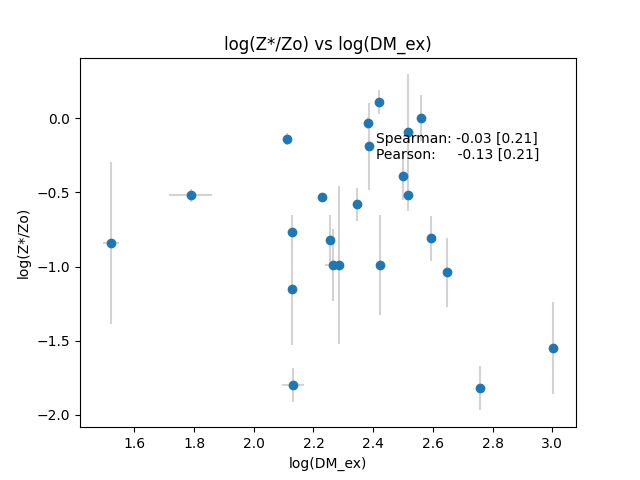 log(Z*/Zo) vs log(DM_ex)
0.0
Spearman: -0.03 [0.21]
Pearson: -0.13 [0.21]
−0.5
log(Z*/Zo)
−1.0
−1.5
−2.0
1.6 1.8 2.0 2.2 2.4 2.6 2.8 3.0
log(DM_ex)